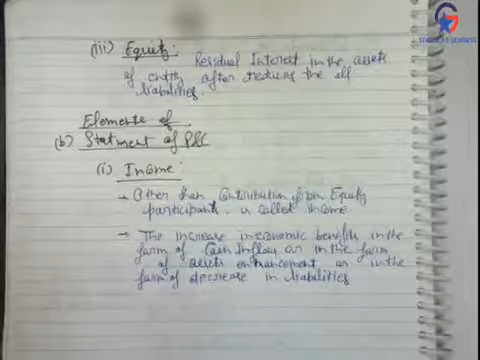 (iii) Equity: Residual Interest in the assets
of entity after reducing the all
liabilities.
Elements of
(b) Statment of P&L
(i) Income:
→ Other than Contribution from Equity
participant is called income
→ The increase in economic benefits in the
form of Cash Inflow or in the form
of assets enhancement or in the
form of decrease in liabilities